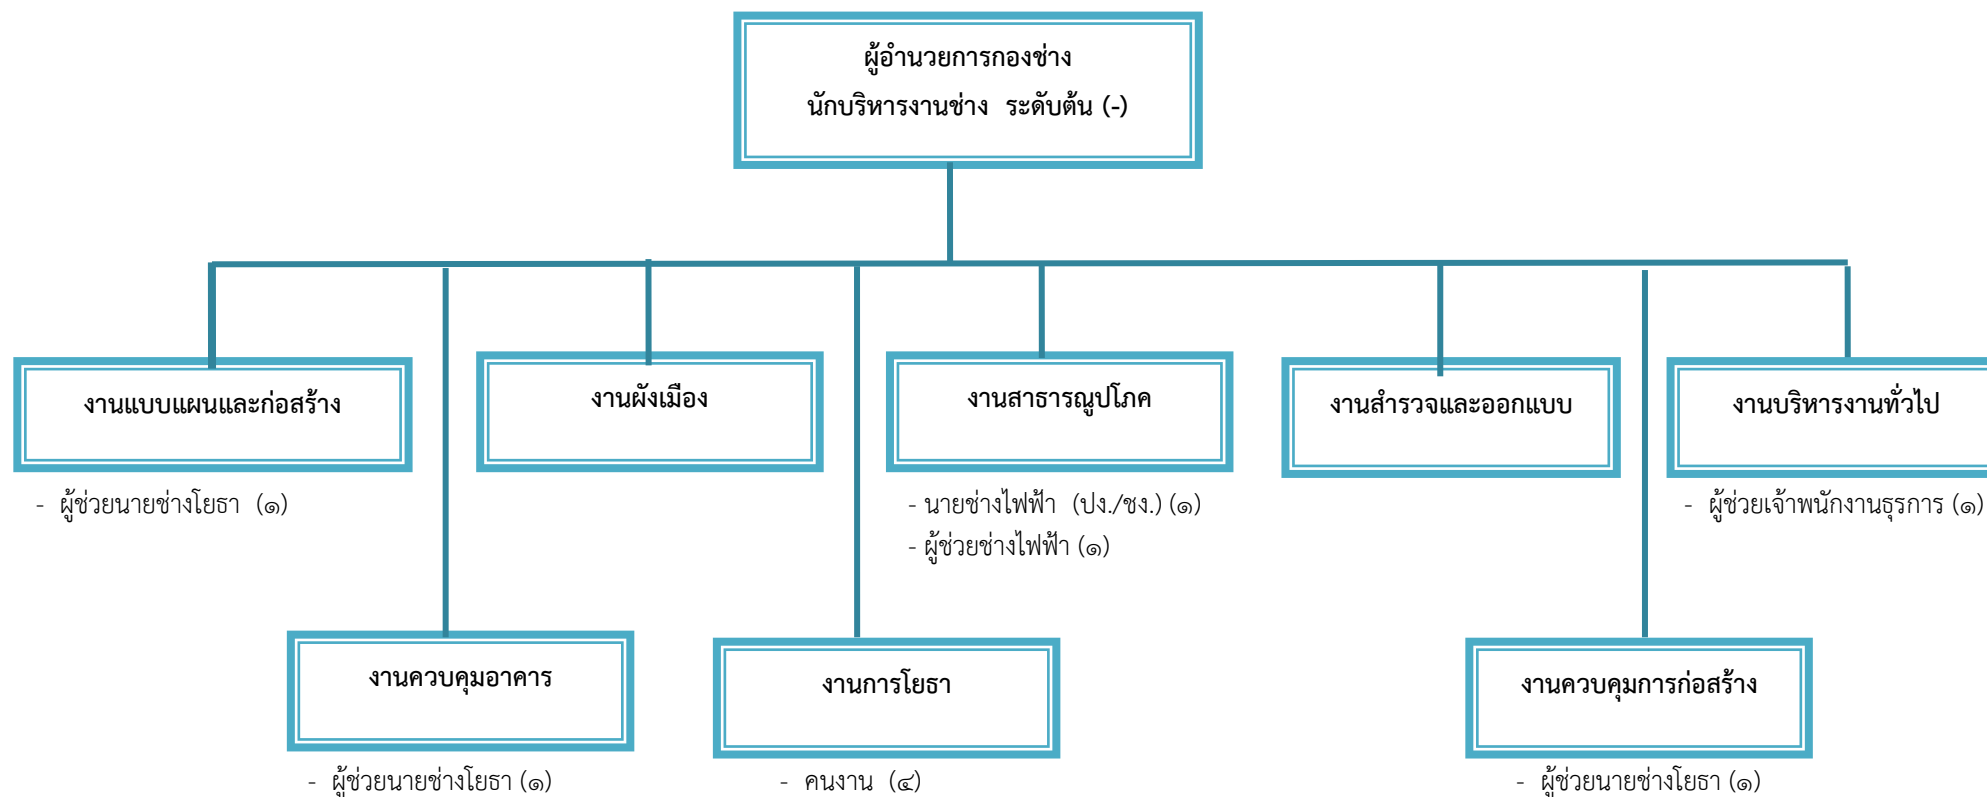 ผู้อำนวยการกองช่าง
นักบริหารงานช่าง ระดับต้น (-)
งานแบบแผนและก่อสร้าง
- ผู้ช่วยนายช่างโยธา (๑)
งานผังเมือง
งานสาธารณูปโภค
- นายช่างไฟฟ้า (ปง./ชง.) (๑)
- ผู้ช่วยช่างไฟฟ้า (๑)
งานสำรวจและออกแบบ
งานบริหารงานทั่วไป
- ผู้ช่วยเจ้าพนักงานธุรการ (๑)
งานควบคุมอาคาร
- ผู้ช่วยนายช่างโยธา (๑)
งานการโยธา
- คนงาน (๔)
งานควบคุมการก่อสร้าง
- ผู้ช่วยนายช่างโยธา (๑)